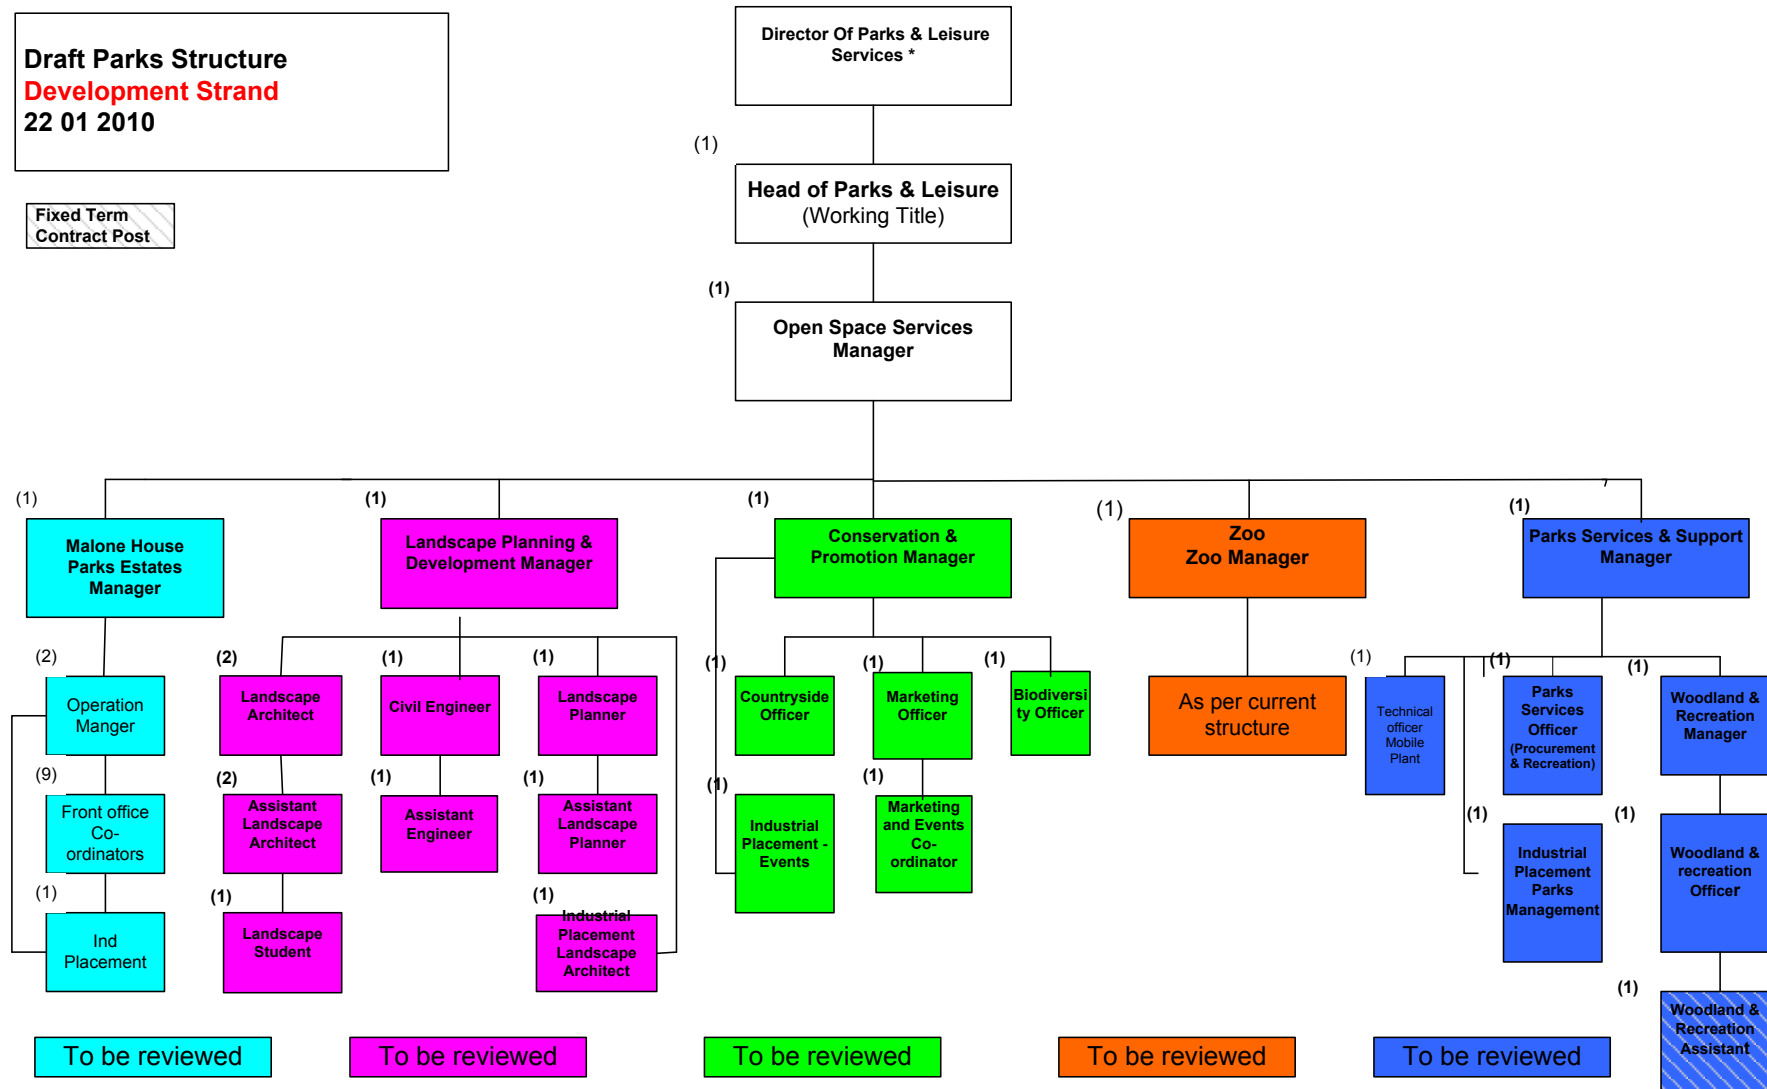 Draft Parks Structure
Development Strand
22 01 2010
Fixed Term
Contract Post
Director Of Parks & Leisure
Services *
(1)
Head of Parks & Leisure
(Working Title)
(1)
Open Space Services
Manager
(1)
Malone House
Parks Estates
Manager
(1)
Landscape Planning &
Development Manager
(1)
Conservation &
Promotion Manager
(1)
Zoo
Zoo Manager
7
(1)
Parks Services & Support
Manager
(2)
Operation
Manger
(9)
Front office
Co-
ordinators
(1)
Ind
Placement
(2)
Landscape
Architect
(2)
Assistant
Landscape
Architect
(1)
Landscape
Student
(1)
Civil Engineer
(1)
Assistant
Engineer
(1)
Landscape
Planner
(1)
Assistant
Landscape
Planner
(1)
Industrial
Placement
Landscape
Architect
(1)
Countryside
Officer
(1)
Industrial
Placement -
Events
(1)
Marketing
Officer
(1)
Marketing
and Events
Co-
ordinator
(1)
Biodiversi
ty Officer
As per current
structure
(1)
Technical
officer
Mobile
Plant
(1)
Parks
Services
Officer
(Procurement
& Recreation)
(1)
Industrial
Placement
Parks
Management
(1)
Woodland &
Recreation
Manager
(1)
Woodland &
recreation
Officer
(1)
Woodland &
Recreation
Assistant
To be reviewed
To be reviewed
To be reviewed
To be reviewed
To be reviewed